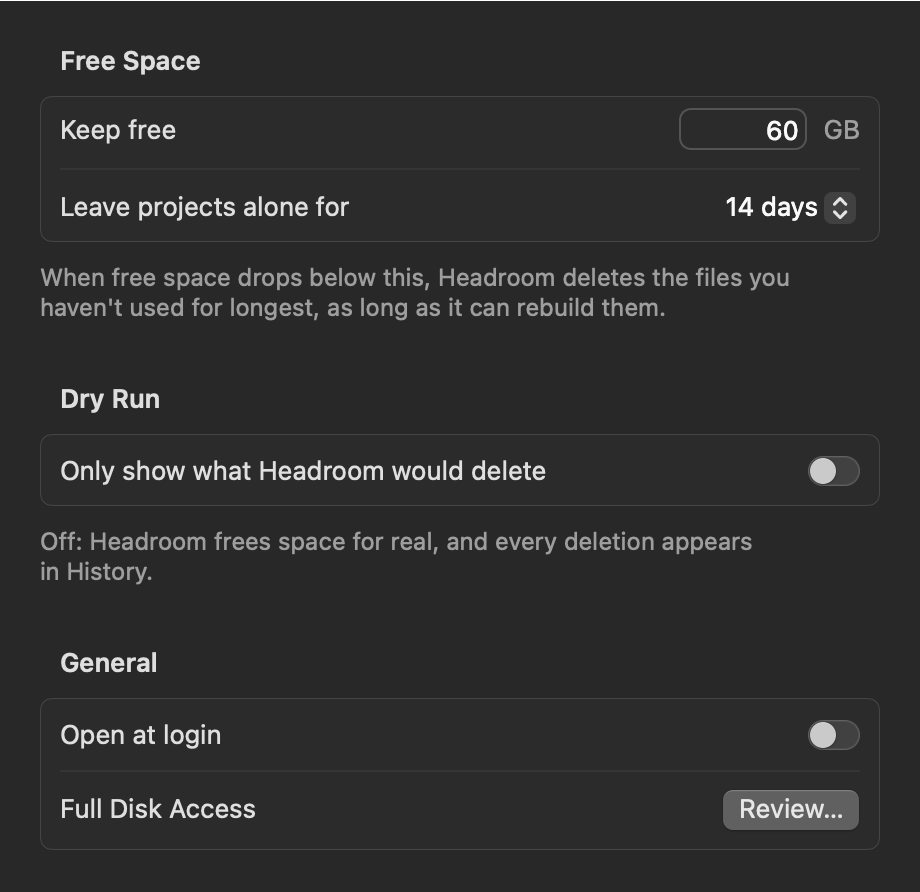 Free Space
Keep free 60 GB
Leave projects alone for 14 days
When free space drops below this, Headroom deletes the files you
haven't used for longest, as long as it can rebuild them.
Dry Run
Only show what Headroom would delete
Off: Headroom frees space for real, and every deletion appears
in History.
General
Open at login
Full Disk Access Review...